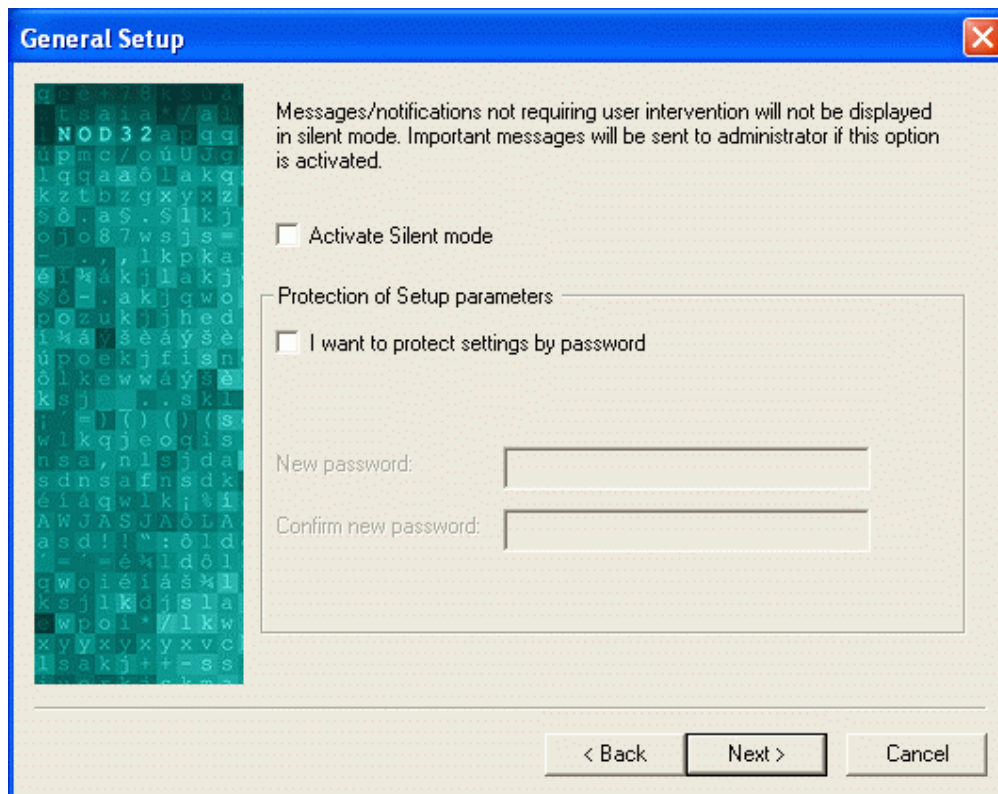 General Setup
NOD32
Messages/notifications not requiring user intervention will not be displayed
in silent mode. Important messages will be sent to administrator if this option
is activated.
Activate Silent mode
Protection of Setup parameters
I want to protect settings by password
New password:
Confirm new password:
< Back
Next >
Cancel